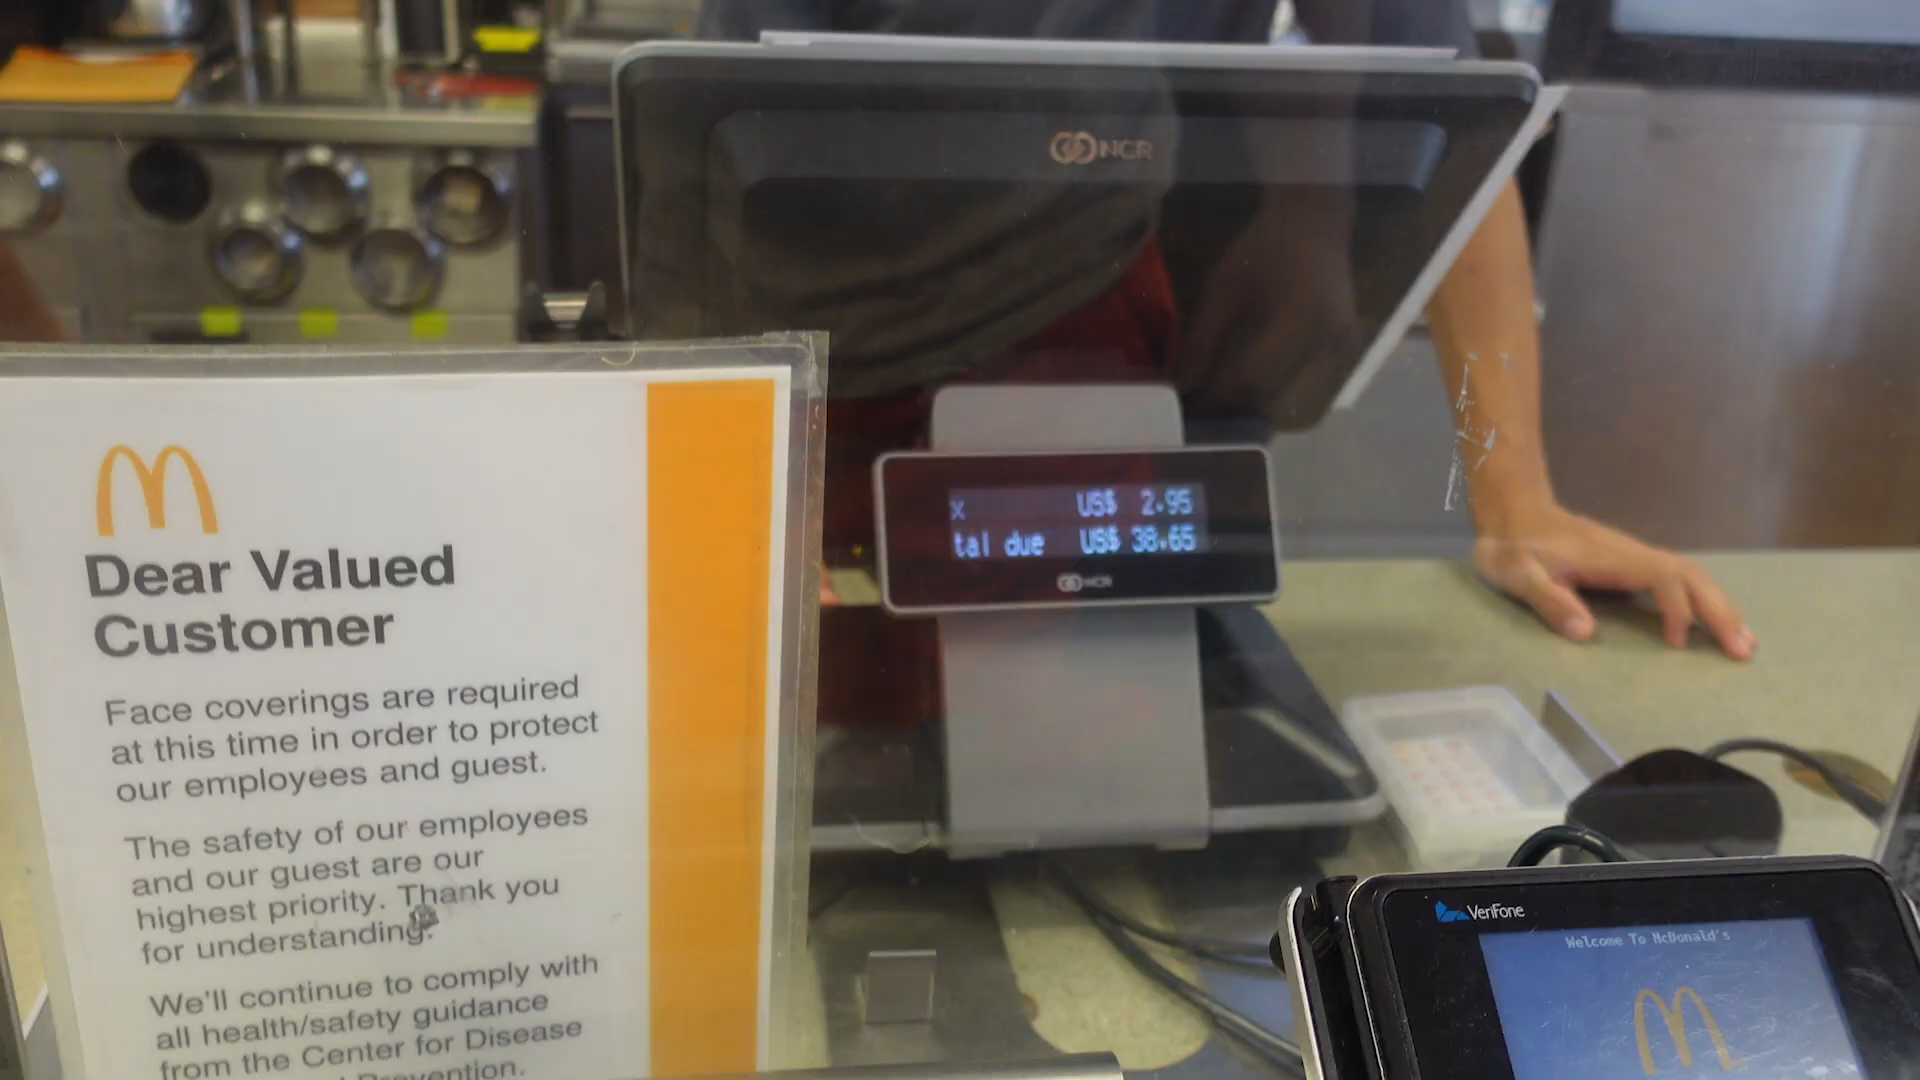 NCR
Dear Valued
Customer
Face coverings are required
at this time in order to protect
our employees and guest.
The safety of our employees
and our guest are our
highest priority. Thank you
for understanding.
We'll continue to comply with
all health/safety guidance
from the Center for Disease
Prevention.
x US$ 2.95
tal due US$ 38.65
NCR
VeriFone
Welcome To McDonald's